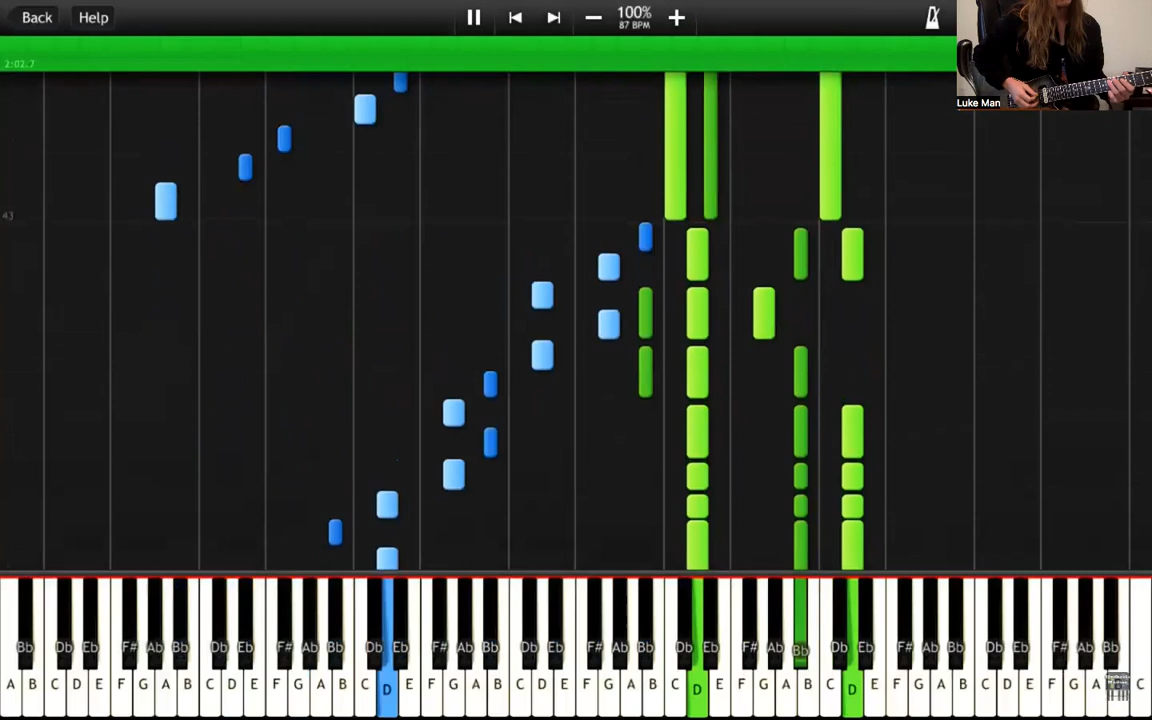 Back Help 100%
87 BPM
2:02.7
Luke Man
43
Bb Db Eb F# Ab Bb Db Eb F# Ab Bb Db Eb F# Ab Bb Db Eb F# Ab Bb Db Eb F# Ab Bb Db Eb F# Ab Bb Db Eb F# Ab Bb
A B C D E F G A B C D E F G A B C D E F G A B C D E F G A B C D E F G A B C D E F G A B C D E F G A B C